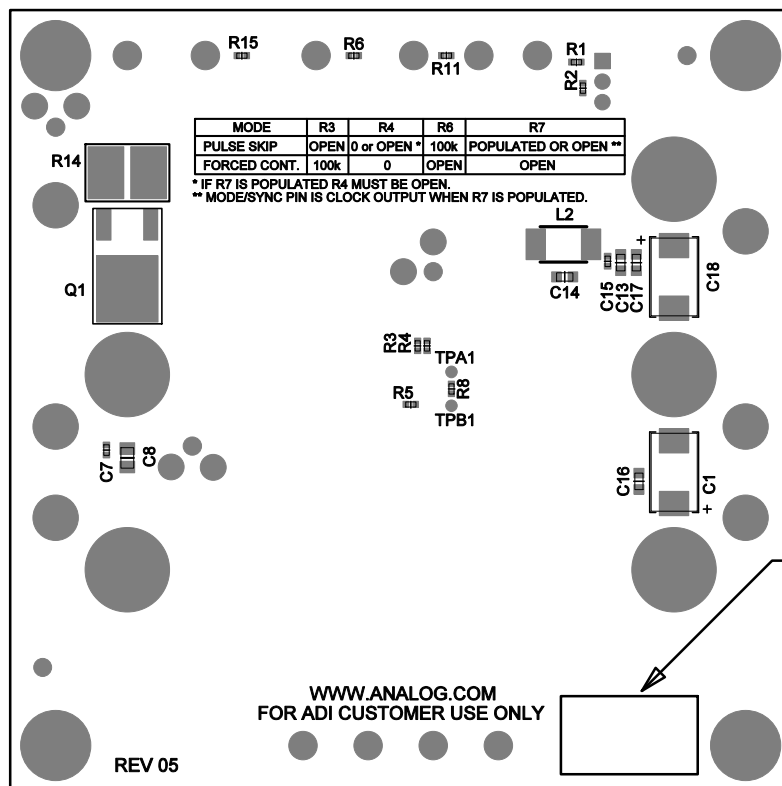 R15 R6 R11 R1
R2
MODE R3 R4 R6 R7
PULSE SKIP OPEN 0 or OPEN * 100k POPULATED OR OPEN **
FORCED CONT. 100k 0 OPEN OPEN
* IF R7 IS POPULATED R4 MUST BE OPEN.
** MODE/SYNC PIN IS CLOCK OUTPUT WHEN R7 IS POPULATED.
R14
L2
+
Q1
C14
C15
C13
C17
C18
R3
R4
TPA1
R8
R5
TPB1
C7
C8
C16
C1
+
WWW.ANALOG.COM
FOR ADI CUSTOMER USE ONLY
REV 05